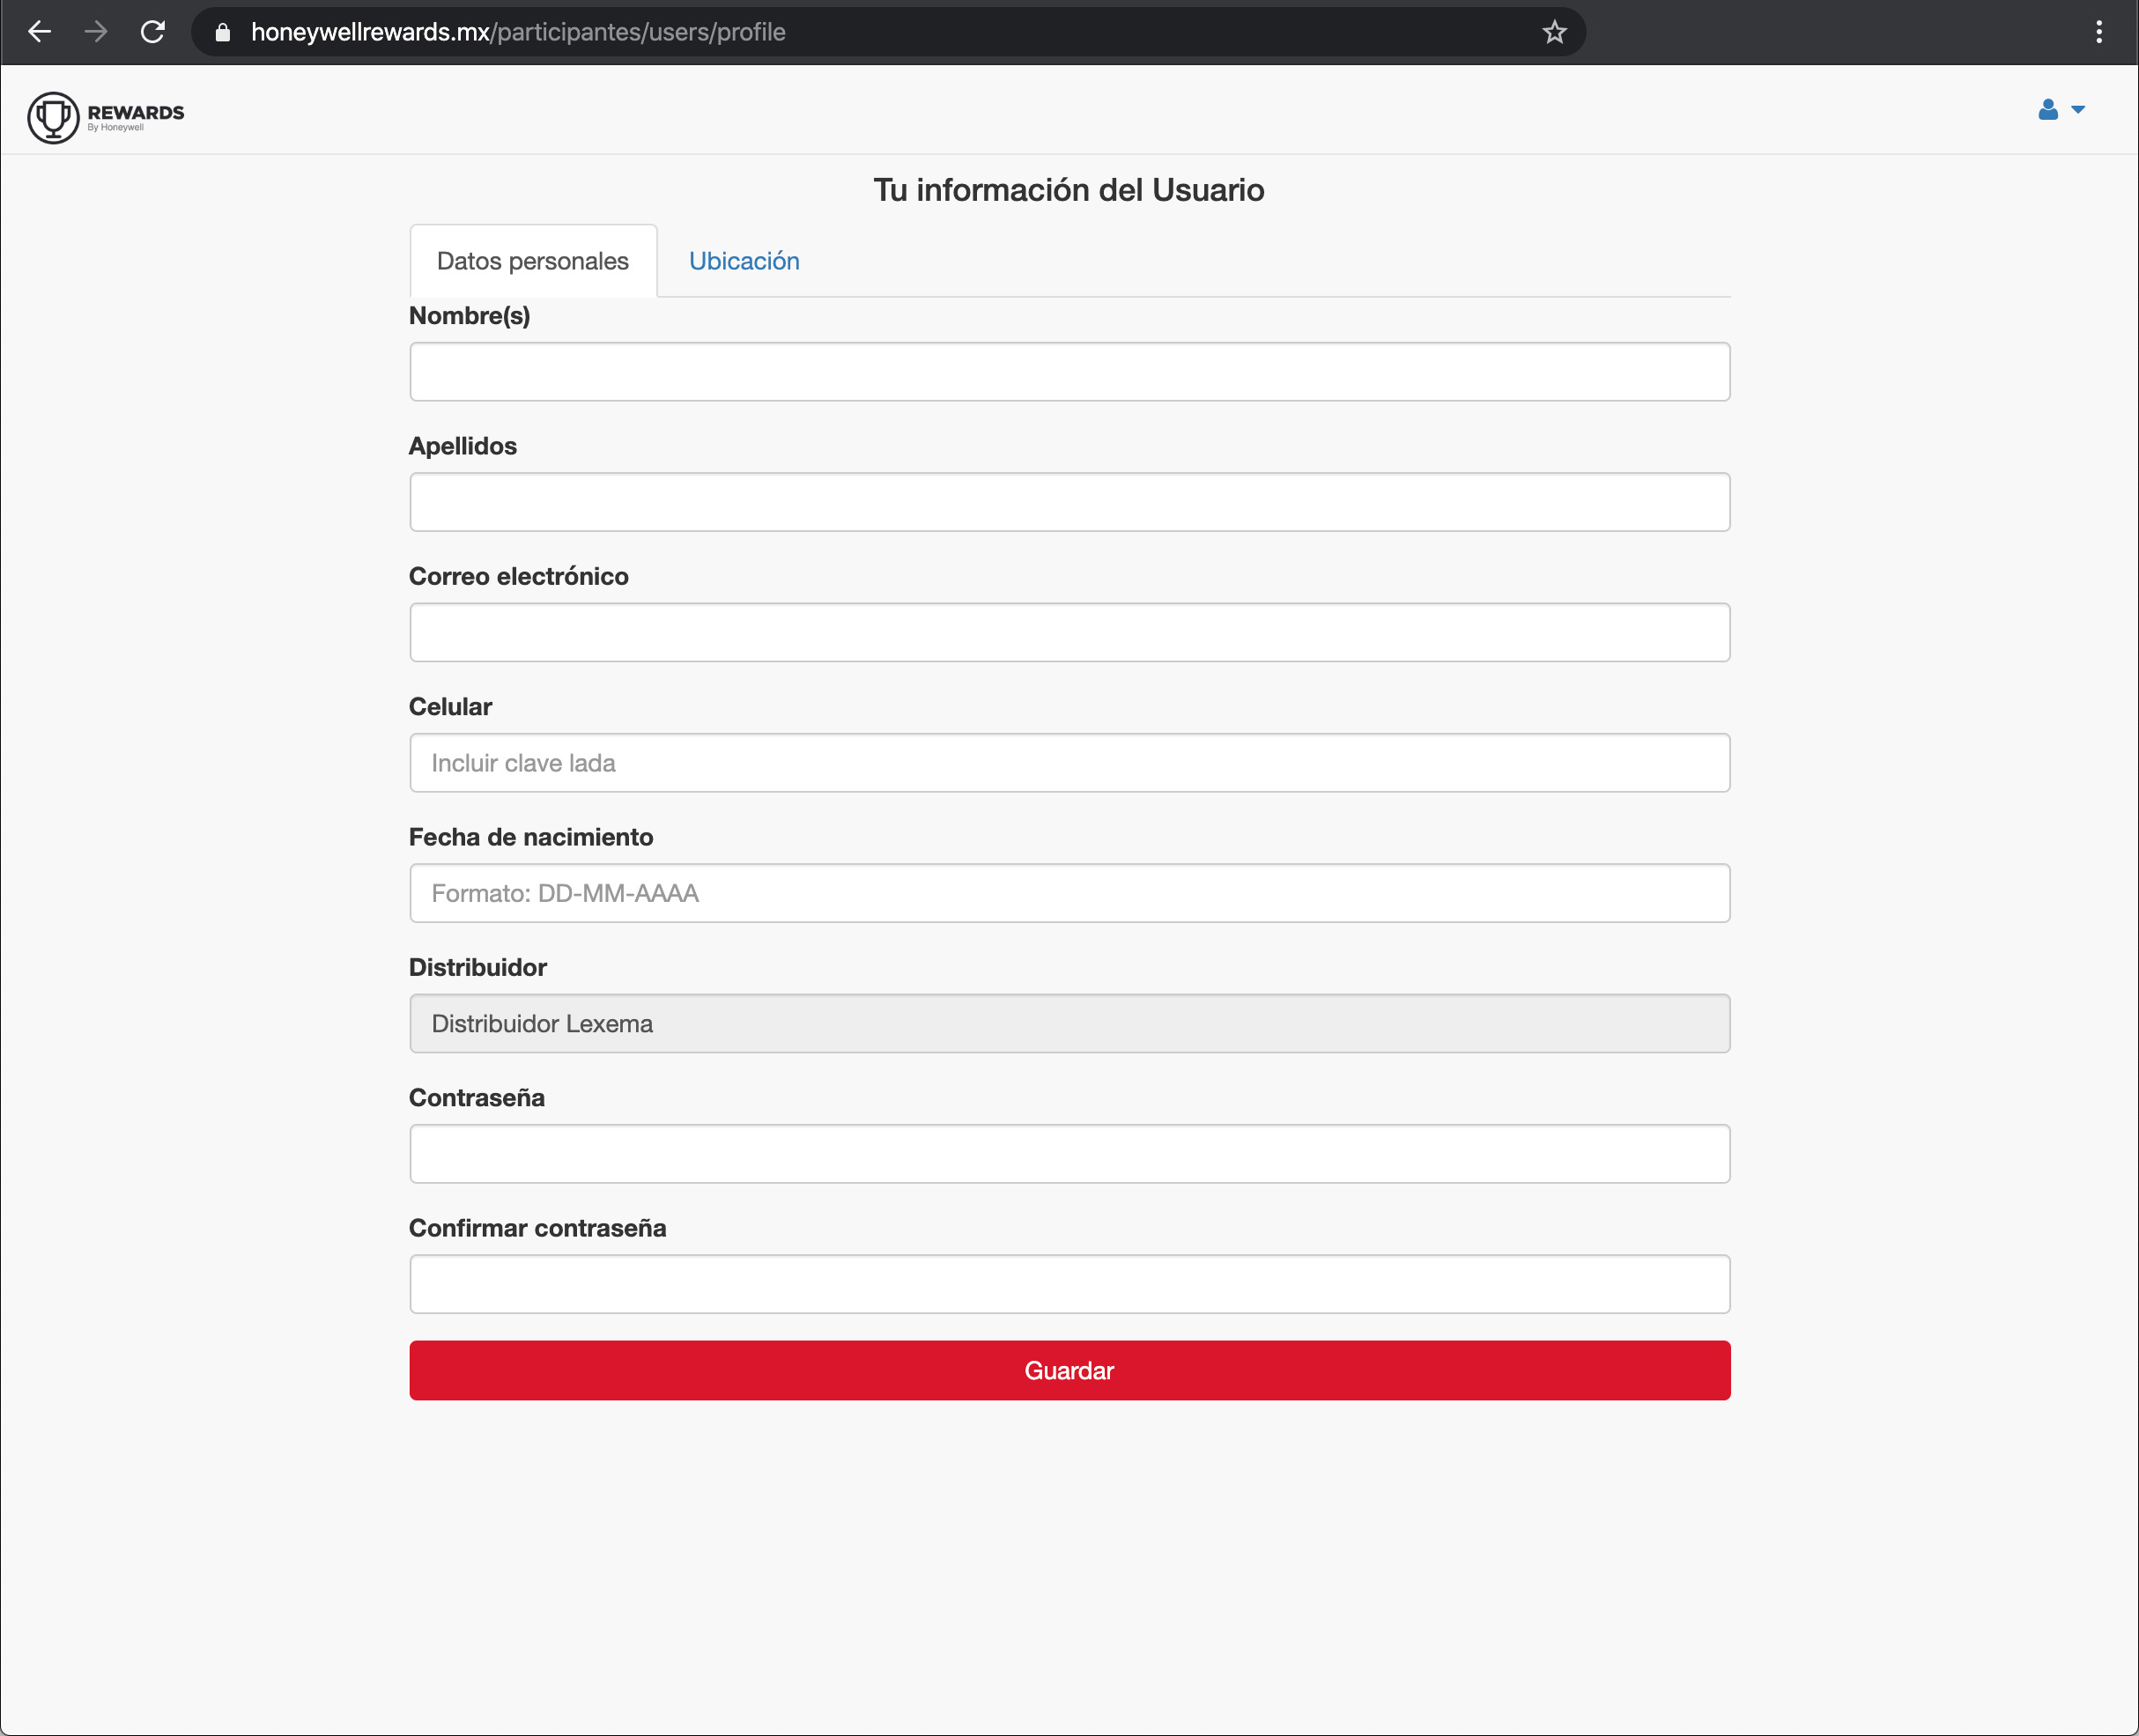 honeywellrewards.mx/participantes/users/profile
REWARDS
By Honeywell
Tu información del Usuario
Datos personales
Ubicación
Nombre(s)
Apellidos
Correo electrónico
Celular
Incluir clave lada
Fecha de nacimiento
Formato: DD-MM-AAAA
Distribuidor
Distribuidor Lexema
Contraseña
Confirmar contraseña
Guardar